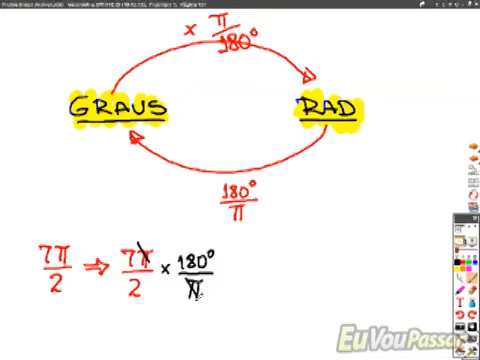 × π/180°
GRAUS RAD
180°/π
7π/2 ⇒ 7π/2 × 180°/π
EuVouPassar